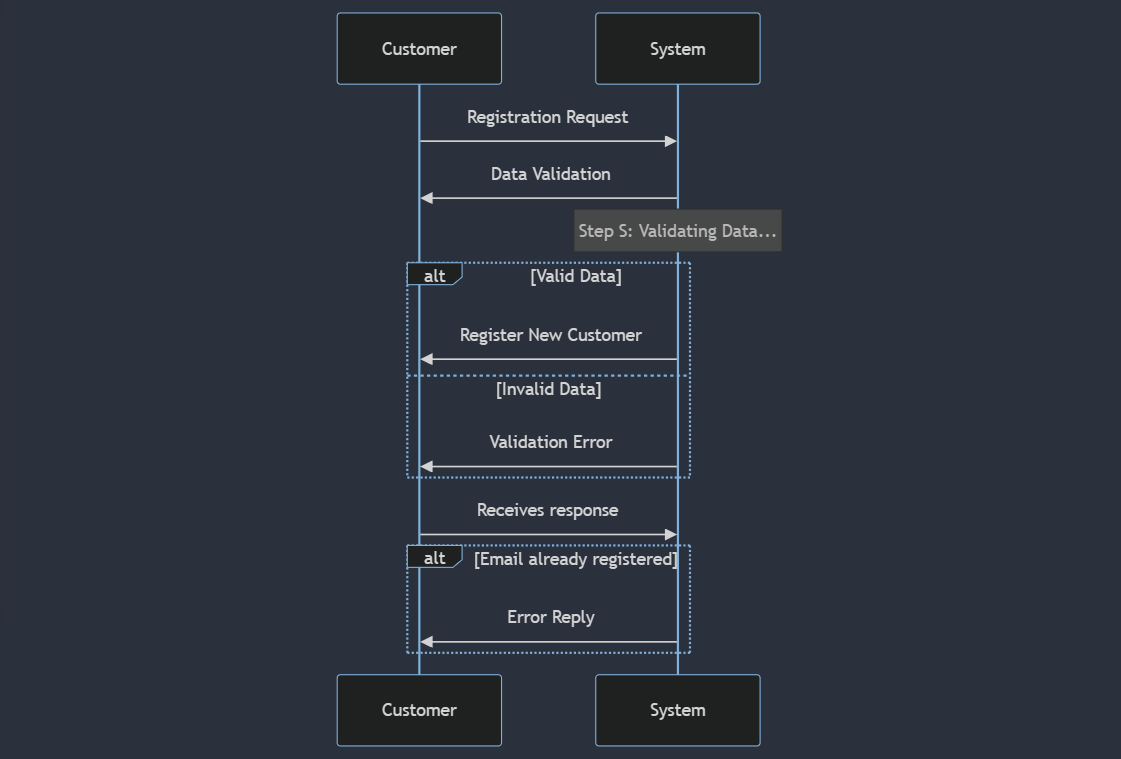 Customer
System
Registration Request
Data Validation
Step S: Validating Data...
alt
[Valid Data]
Register New Customer
[Invalid Data]
Validation Error
Receives response
alt
[Email already registered]
Error Reply
Customer
System